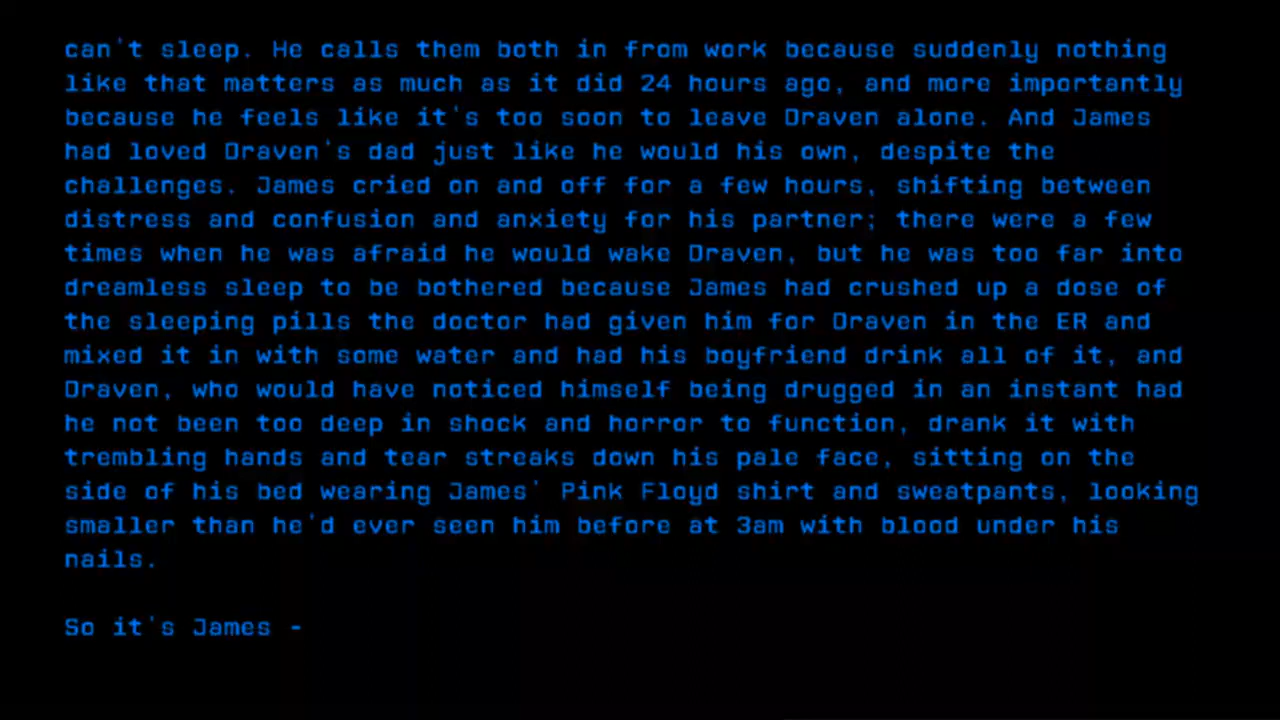 can't sleep. He calls them both in from work because suddenly nothing
like that matters as much as it did 24 hours ago, and more importantly
because he feels like it's too soon to leave Draven alone. And James
had loved Draven's dad just like he would his own, despite the
challenges. James cried on and off for a few hours, shifting between
distress and confusion and anxiety for his partner; there were a few
times when he was afraid he would wake Draven, but he was too far into
dreamless sleep to be bothered because James had crushed up a dose of
the sleeping pills the doctor had given him for Draven in the ER and
mixed it in with some water and had his boyfriend drink all of it, and
Draven, who would have noticed himself being drugged in an instant had
he not been too deep in shock and horror to function, drank it with
trembling hands and tear streaks down his pale face, sitting on the
side of his bed wearing James' Pink Floyd shirt and sweatpants, looking
smaller than he'd ever seen him before at 3am with blood under his
nails.
So it's James -